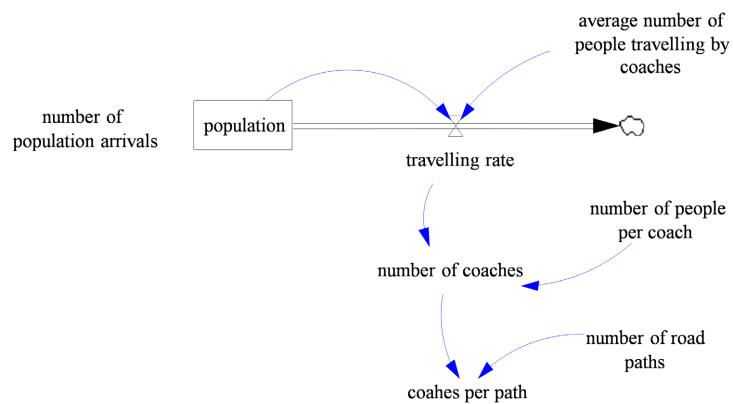 average number of
people travelling by
coaches
number of
population arrivals
population
travelling rate
number of people
per coach
number of coaches
number of road
paths
coahes per path